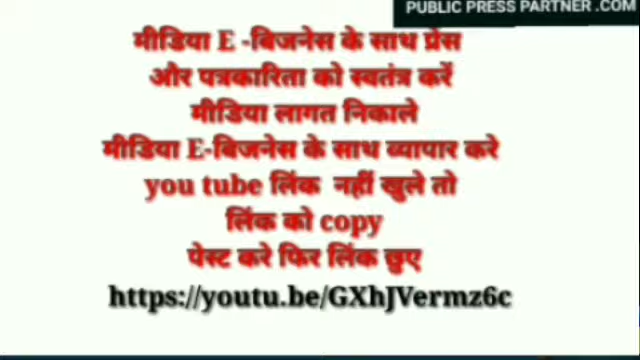 PUBLIC PRESS PARTNER .COM
मीडिया E -बिजनेस के साथ प्रेस
और पत्रकारिता को स्वतंत्र करें
मीडिया लागत निकाले
मीडिया E-बिजनेस के साथ व्यापार करे
you tube लिंक नहीं खुले तो
लिंक को copy
पेस्ट करे फिर लिंक छुए
https://youtu.be/GXhJVermz6c